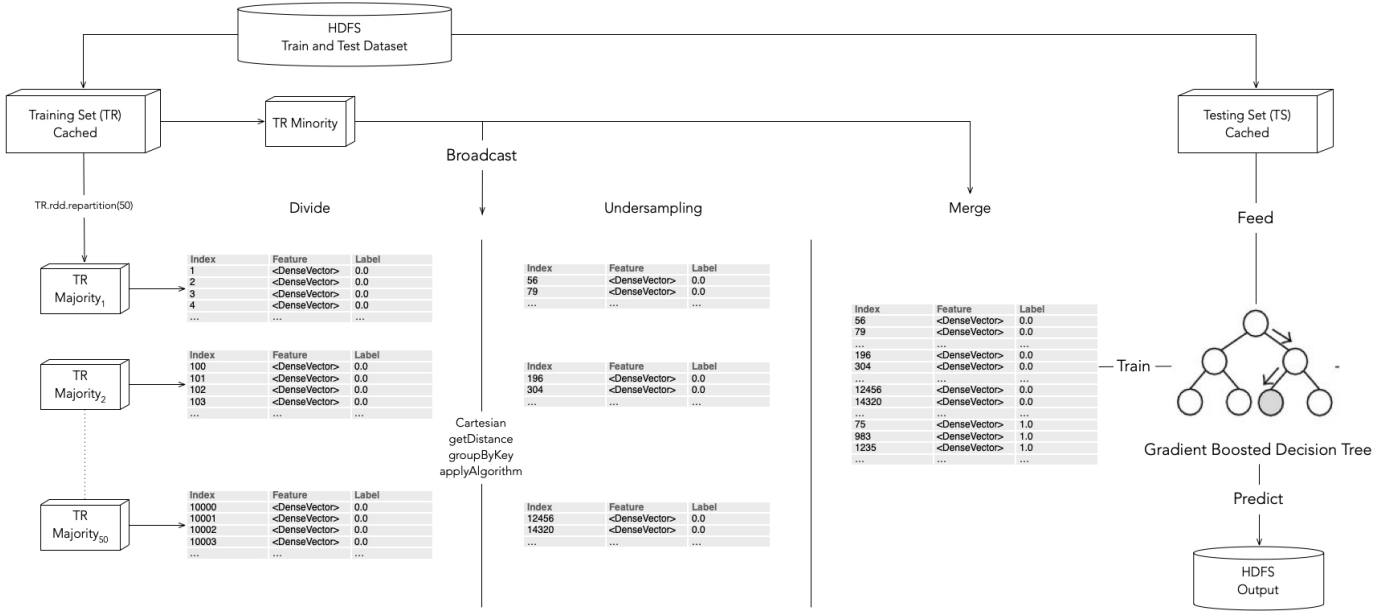 HDFS
Train and Test Dataset
Training Set (TR)
Cached
TR Minority
Testing Set (TS)
Cached
Broadcast
TR.rdd.repartition(50)
Divide
Undersampling
Merge
Feed
TR
Majority1
Index Feature Label
1 <DenseVector> 0.0
2 <DenseVector> 0.0
3 <DenseVector> 0.0
4 <DenseVector> 0.0
... ... ...
TR
Majority2
Index Feature Label
100 <DenseVector> 0.0
101 <DenseVector> 0.0
102 <DenseVector> 0.0
103 <DenseVector> 0.0
... ... ...
TR
Majority50
Index Feature Label
10000 <DenseVector> 0.0
10001 <DenseVector> 0.0
10002 <DenseVector> 0.0
10003 <DenseVector> 0.0
... ... ...
Cartesian
getDistance
groupByKey
applyAlgorithm
Index Feature Label
56 <DenseVector> 0.0
79 <DenseVector> 0.0
... ... ...
Index Feature Label
196 <DenseVector> 0.0
304 <DenseVector> 0.0
... ... ...
Index Feature Label
12456 <DenseVector> 0.0
14320 <DenseVector> 0.0
... ... ...
Index Feature Label
56 <DenseVector> 0.0
79 <DenseVector> 0.0
... ... ...
196 <DenseVector> 0.0
304 <DenseVector> 0.0
... ... ...
12456 <DenseVector> 0.0
14320 <DenseVector> 0.0
... ... ...
75 <DenseVector> 1.0
983 <DenseVector> 1.0
1235 <DenseVector> 1.0
... ... ...
Train
-
Gradient Boosted Decision Tree
Predict
HDFS
Output